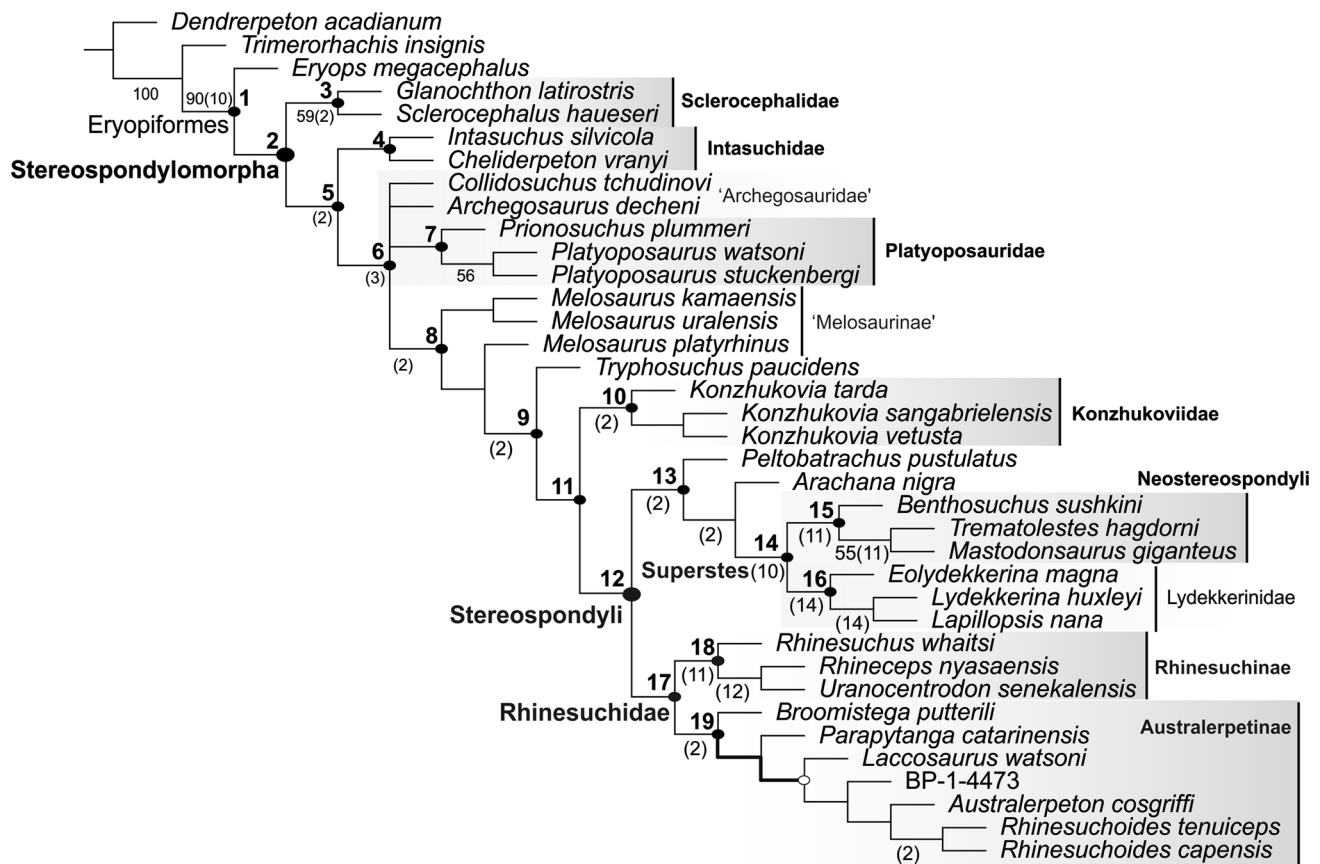 Dendrerpeton acadianum
Trimerorhachis insignis
Eryops megacephalus
100
90(10)
1
Eryopiformes
3
Glanochthon latirostris
Sclerocephalus haueseri
Sclerocephalidae
59(2)
2
Stereospondylomorpha
4
Intasuchus silvicola
Cheliderpeton vranyi
Intasuchidae
5
(2)
Collidosuchus tchudinovi
Archegosaurus decheni
‘Archegosauridae'
7
Prionosuchus plummeri
Platyoposaurus watsoni
Platyoposaurus stuckenbergi
Platyoposauridae
56
6
(3)
Melosaurus kamaensis
Melosaurus uralensis
Melosaurus platyrhinus
‘Melosaurinae'
8
(2)
Tryphosuchus paucidens
9
(2)
10
(2)
Konzhukovia tarda
Konzhukovia sangabrielensis
Konzhukovia vetusta
Konzhukoviidae
11
13
(2)
Peltobatrachus pustulatus
Arachana nigra
Neostereospondyli
(2)
15
(11)
Benthosuchus sushkini
Trematolestes hagdorni
Mastodonsaurus giganteus
55(11)
14
Superstes
(10)
16
(14)
Eolydekkerina magna
Lydekkerina huxleyi
Lapillopsis nana
(14)
Lydekkerinidae
12
Stereospondyli
18
(11)
Rhinesuchus whaitsi
Rhineceps nyasaensis
Uranocentrodon senekalensis
(12)
Rhinesuchinae
17
Rhinesuchidae
19
(2)
Broomistega putterili
Parapytanga catarinensis
Laccosaurus watsoni
BP-1-4473
Australerpeton cosgriffi
Rhinesuchoides tenuiceps
Rhinesuchoides capensis
(2)
Australerpetinae